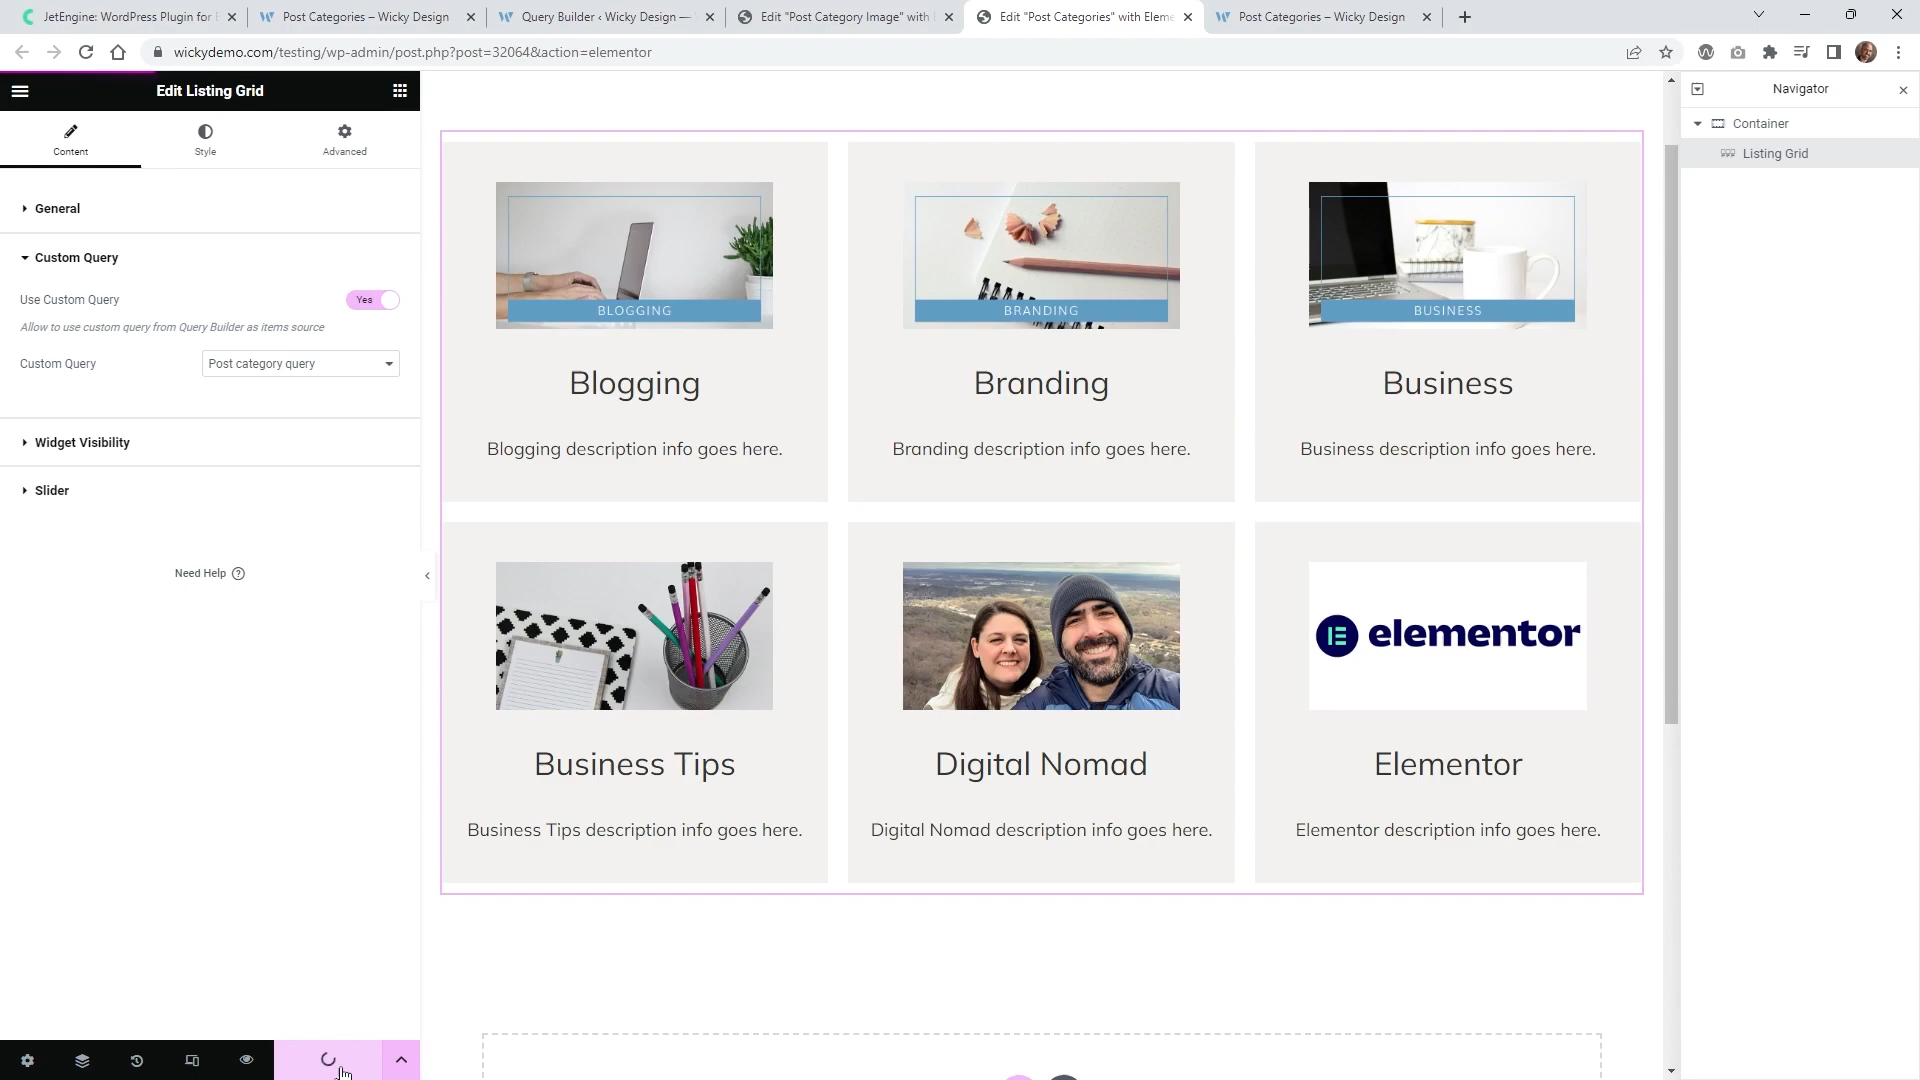 JetEngine: WordPress Plugin for
Post Categories – Wicky Design
Query Builder ‹ Wicky Design —
Edit "Post Category Image" with
Edit "Post Categories" with Eleme
Post Categories – Wicky Design
wickydemo.com/testing/wp-admin/post.php?post=32064&action=elementor
Edit Listing Grid
Content
Style
Advanced
General
Custom Query
Use Custom Query
Yes
Allow to use custom query from Query Builder as items source
Custom Query
Post category query
Widget Visibility
Slider
Need Help
BLOGGING
Blogging
Blogging description info goes here.
BRANDING
Branding
Branding description info goes here.
BUSINESS
Business
Business description info goes here.
Business Tips
Business Tips description info goes here.
Digital Nomad
Digital Nomad description info goes here.
elementor
Elementor
Elementor description info goes here.
Navigator
Container
Listing Grid